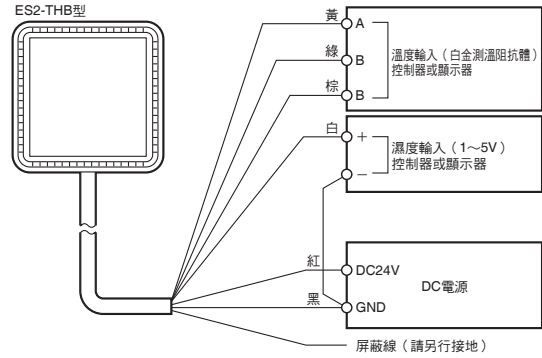 ES2-THB型
黃
A
綠
B
棕
B
溫度輸入（白金測溫阻抗體）
控制器或顯示器
白
+
−
濕度輸入（1～5V）
控制器或顯示器
紅
DC24V
黑
GND
DC電源
屏蔽線（請另行接地）